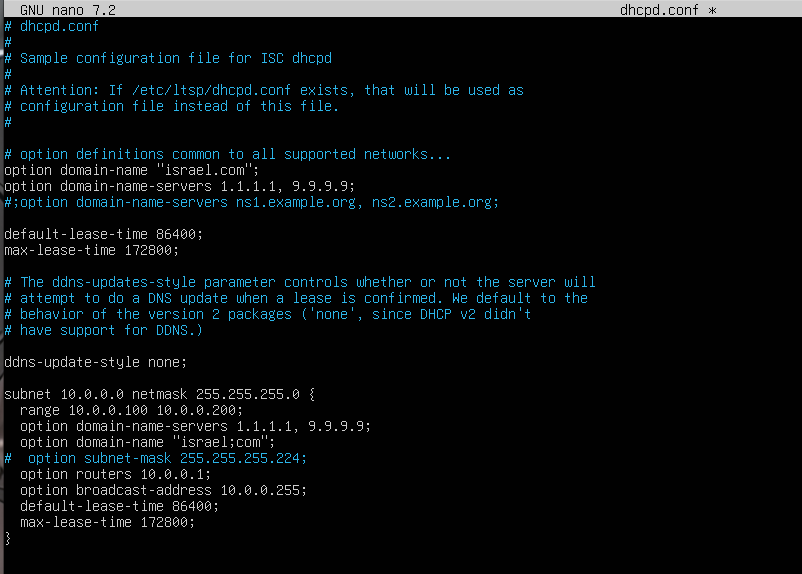 GNU nano 7.2 dhcpd.conf *
# dhcpd.conf
#
# Sample configuration file for ISC dhcpd
#
# Attention: If /etc/ltsp/dhcpd.conf exists, that will be used as
# configuration file instead of this file.
#
# option definitions common to all supported networks...
option domain-name "israel.com";
option domain-name-servers 1.1.1.1, 9.9.9.9;
#;option domain-name-servers ns1.example.org, ns2.example.org;
default-lease-time 86400;
max-lease-time 172800;
# The ddns-updates-style parameter controls whether or not the server will
# attempt to do a DNS update when a lease is confirmed. We default to the
# behavior of the version 2 packages ('none', since DHCP v2 didn't
# have support for DDNS.)
ddns-update-style none;
subnet 10.0.0.0 netmask 255.255.255.0 {
  range 10.0.0.100 10.0.0.200;
  option domain-name-servers 1.1.1.1, 9.9.9.9;
  option domain-name "israel;com";
#  option subnet-mask 255.255.255.224;
  option routers 10.0.0.1;
  option broadcast-address 10.0.0.255;
  default-lease-time 86400;
  max-lease-time 172800;
}